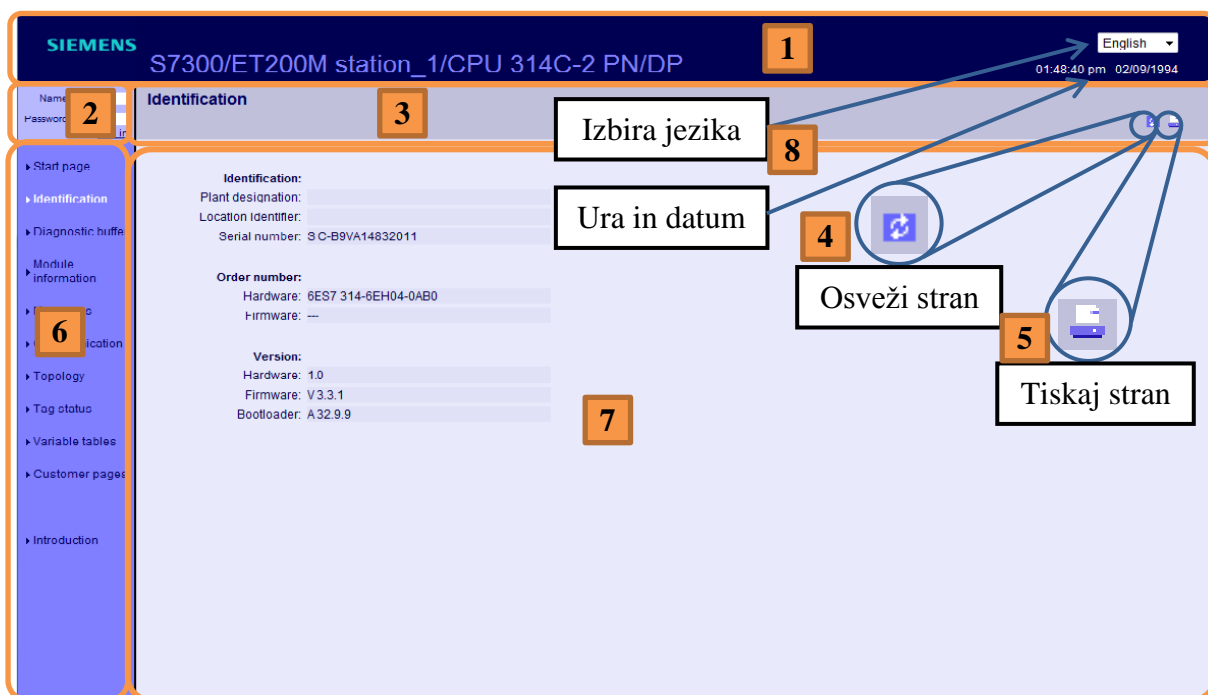 SIEMENS
S7300/ET200M station_1/CPU 314C-2 PN/DP
1
English
01:48:40 pm 02/09/1994
Name
Password
2
Identification
3
Izbira jezika
8
Ura in datum
4
Osveži stran
5
Tiskaj stran
Start page
Identification
Diagnostic buffe
Module
information
6
Topology
Tag status
Variable tables
Customer pages
Introduction
Identification:
Plant designation:
Location identifier:
Serial number: S C-B9VA14832011
Order number:
Hardware: 6ES7 314-6EH04-0AB0
Firmware: ---
Version:
Hardware: 1.0
Firmware: V 3.3.1
Bootloader: A 32.9.9
7